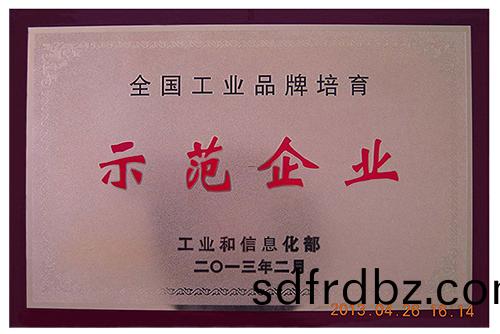 全国工业品牌培育
示范企业
工业和信息化部
二〇一三年二月
sdfrdbz.com
2013.04.26 16:14